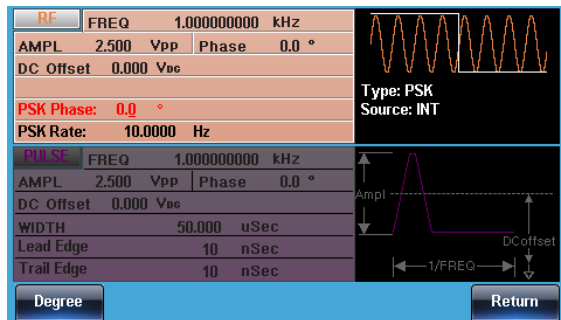 RF FREQ 1.000000000 kHz
AMPL 2.500 Vpp Phase 0.0 °
DC Offset 0.000 VDC
PSK Phase: 0.0 °
PSK Rate: 10.0000 Hz
Type: PSK
Source: INT
PULSE FREQ 1.000000000 kHz
AMPL 2.500 Vpp Phase 0.0 °
DC Offset 0.000 VDC
WIDTH 50.000 uSec
Lead Edge 10 nSec
Trail Edge 10 nSec
Ampl
DCoffset
1/FREQ
Degree
Return